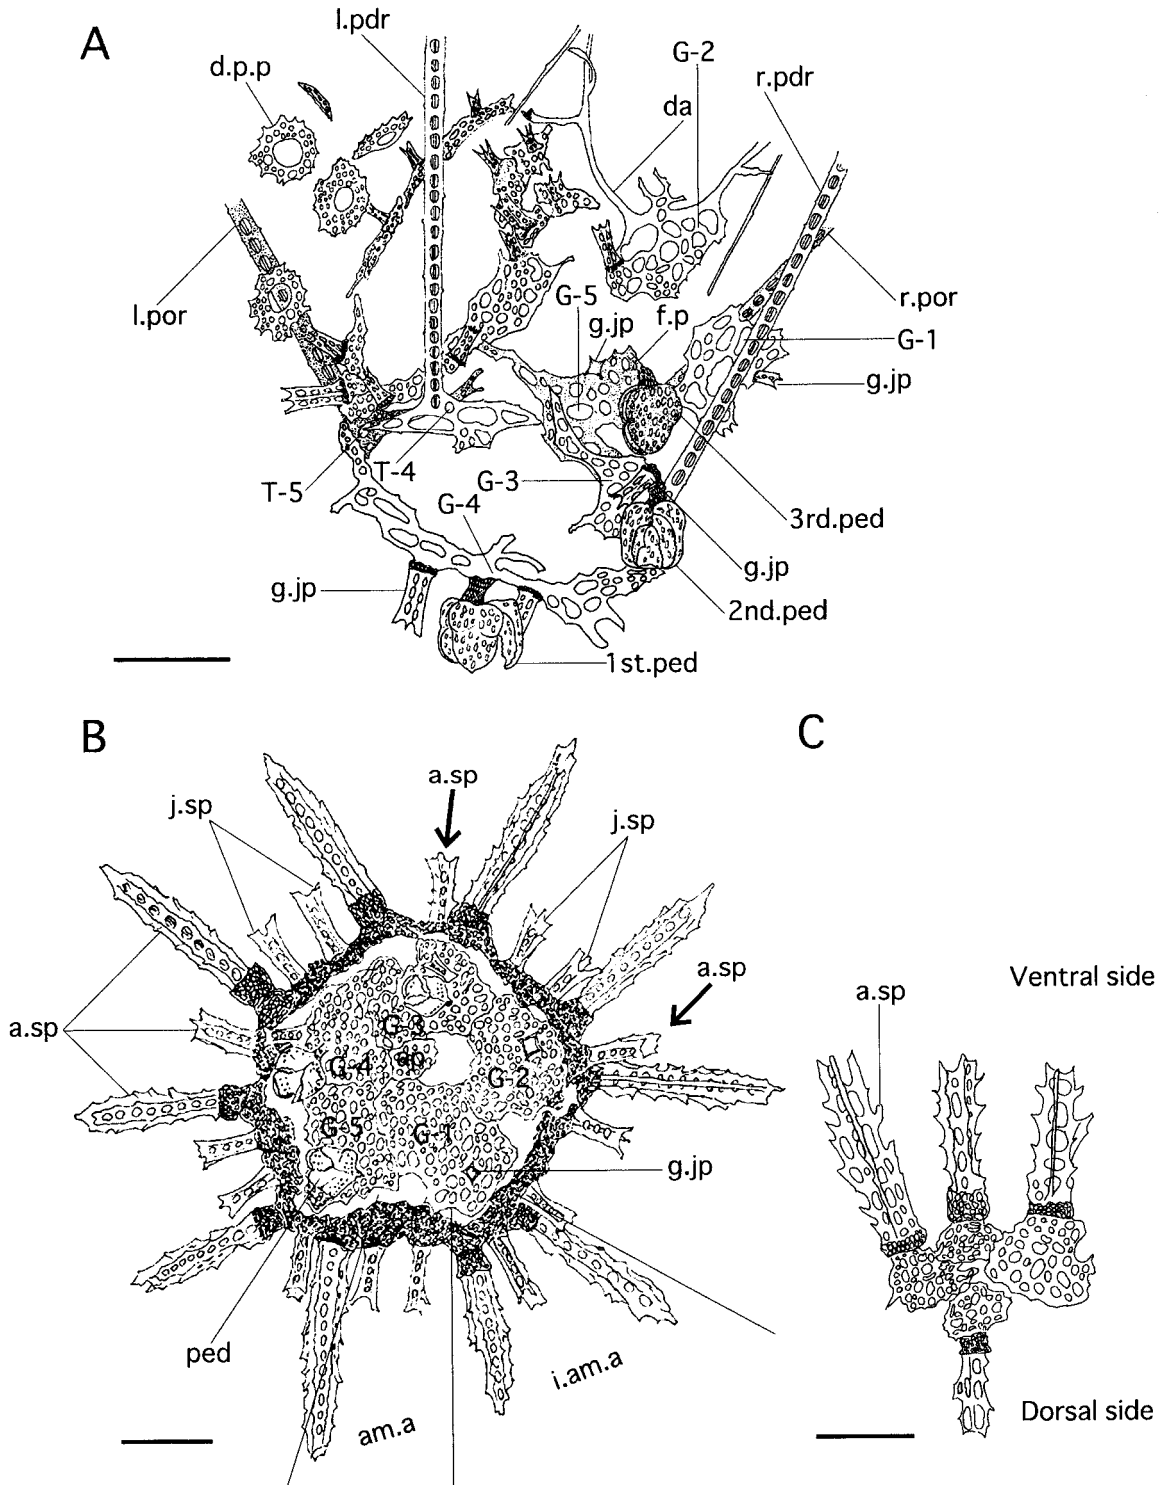 A
l.pdr
d.p.p
G-2
r.pdr
da
l.por
G-5
g.jp
f.p
r.por
G-1
g.jp
T-5
T-4
G-3
G-4
3rd.ped
g.jp
g.jp
2nd.ped
1st.ped
B
C
a.sp
j.sp
j.sp
a.sp
Ventral side
a.sp
a.sp
G-3
G-4
G-2
G-5
G-1
g.jp
ped
i.am.a
am.a
Dorsal side